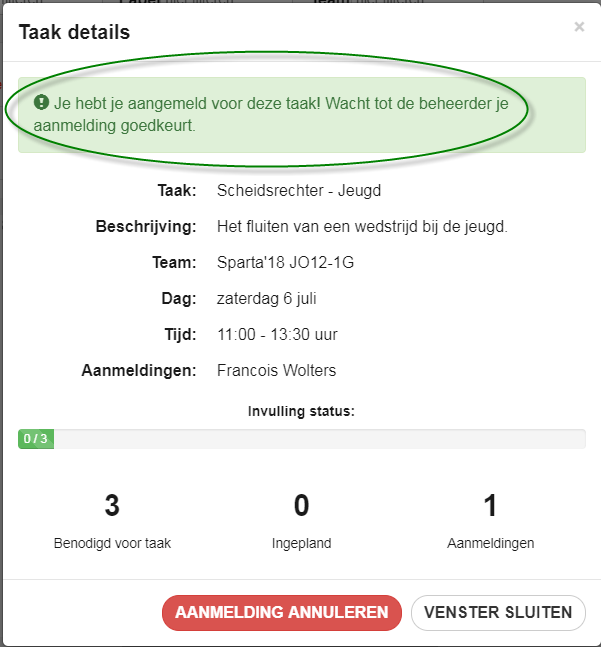 Taak details
×
Je hebt je aangemeld voor deze taak! Wacht tot de beheerder je
aanmelding goedkeurt.
Taak: Scheidsrechter - Jeugd
Beschrijving: Het fluiten van een wedstrijd bij de jeugd.
Team: Sparta'18 JO12-1G
Dag: zaterdag 6 juli
Tijd: 11:00 - 13:30 uur
Aanmeldingen: Francois Wolters
Invulling status:
0 / 3
3 0 1
Benodigd voor taak Ingepland Aanmeldingen
AANMELDING ANNULEREN VENSTER SLUITEN